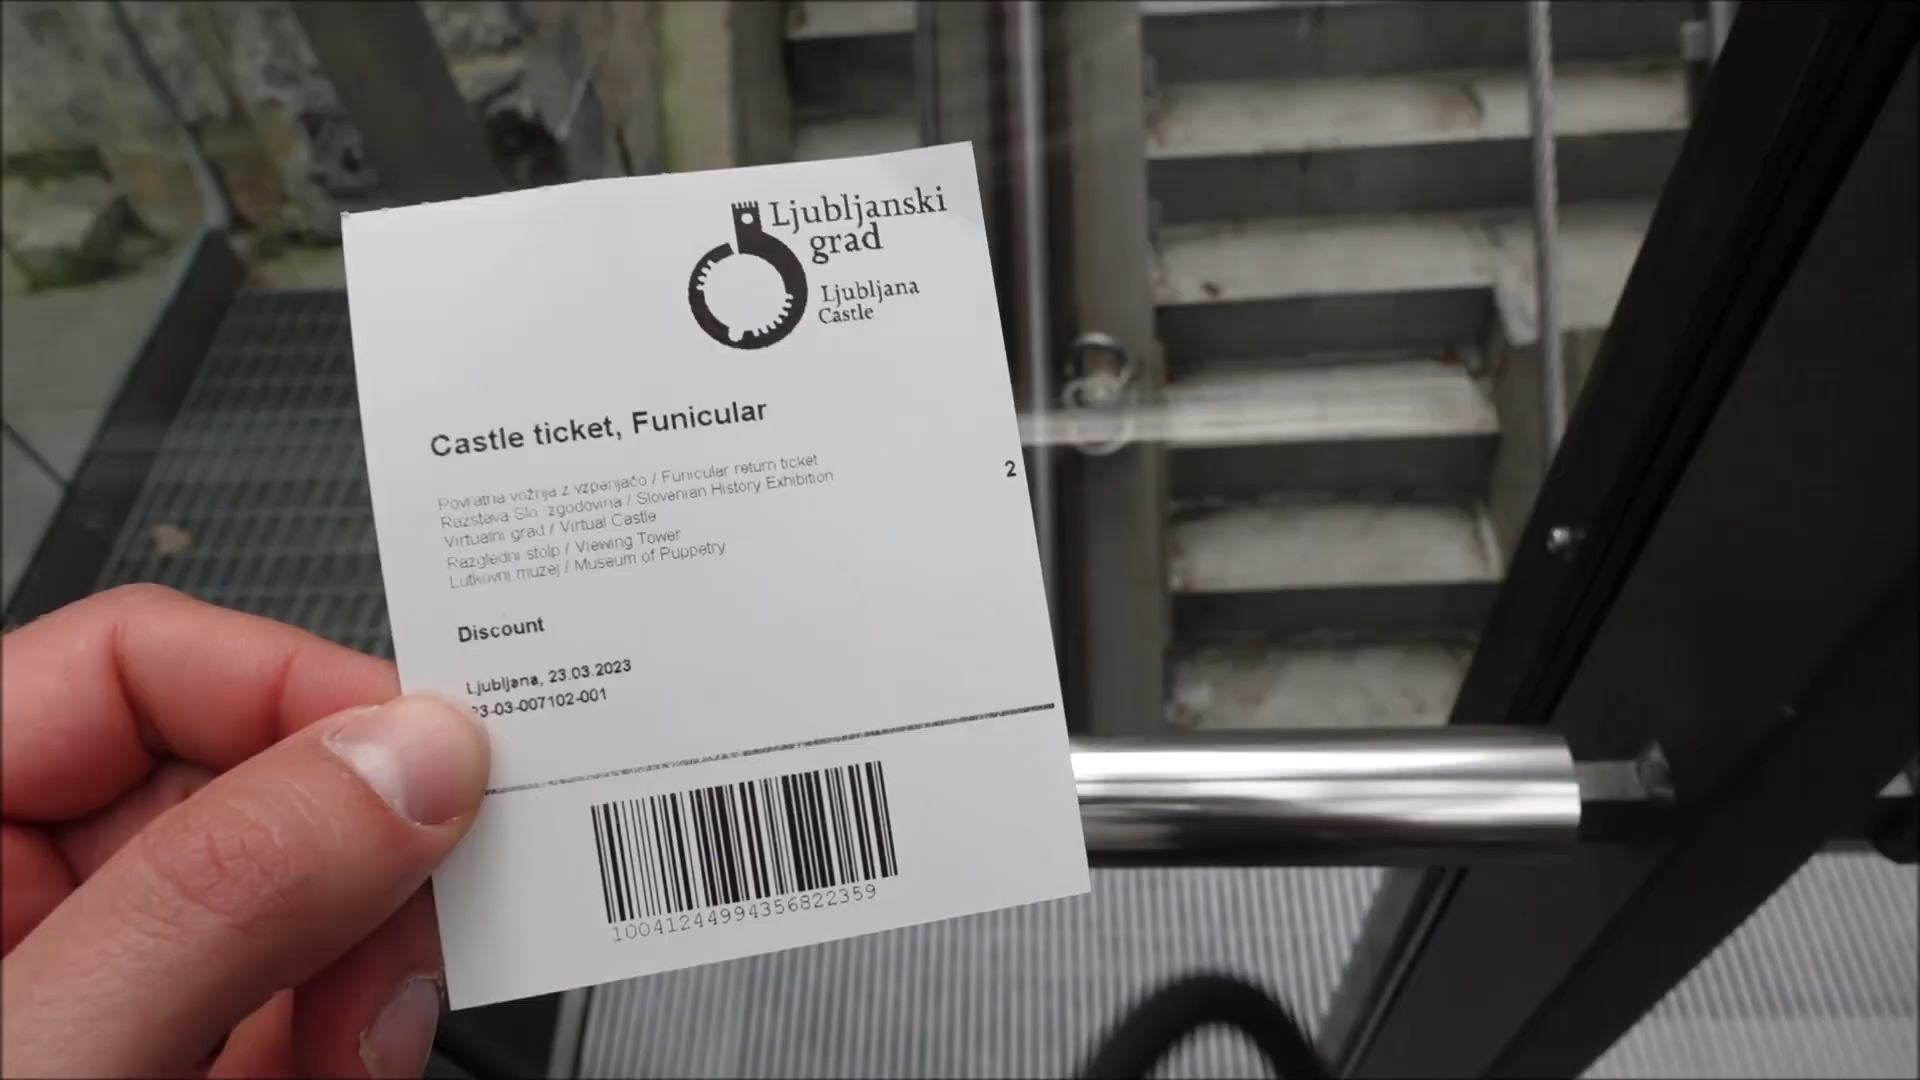 Ljubljanski
grad
Ljubljana
Castle
Castle ticket, Funicular
Povratna vožnja z vzpenjačo / Funicular return ticket
2
Razstava Slo. zgodovina / Slovenian History Exhibition
Virtualni grad / Virtual Castle
Razgledni stolp / Viewing Tower
Lutkovni muzej / Museum of Puppetry
Discount
Ljubljana, 23.03.2023
23-03-007102-001
10041244994356822359